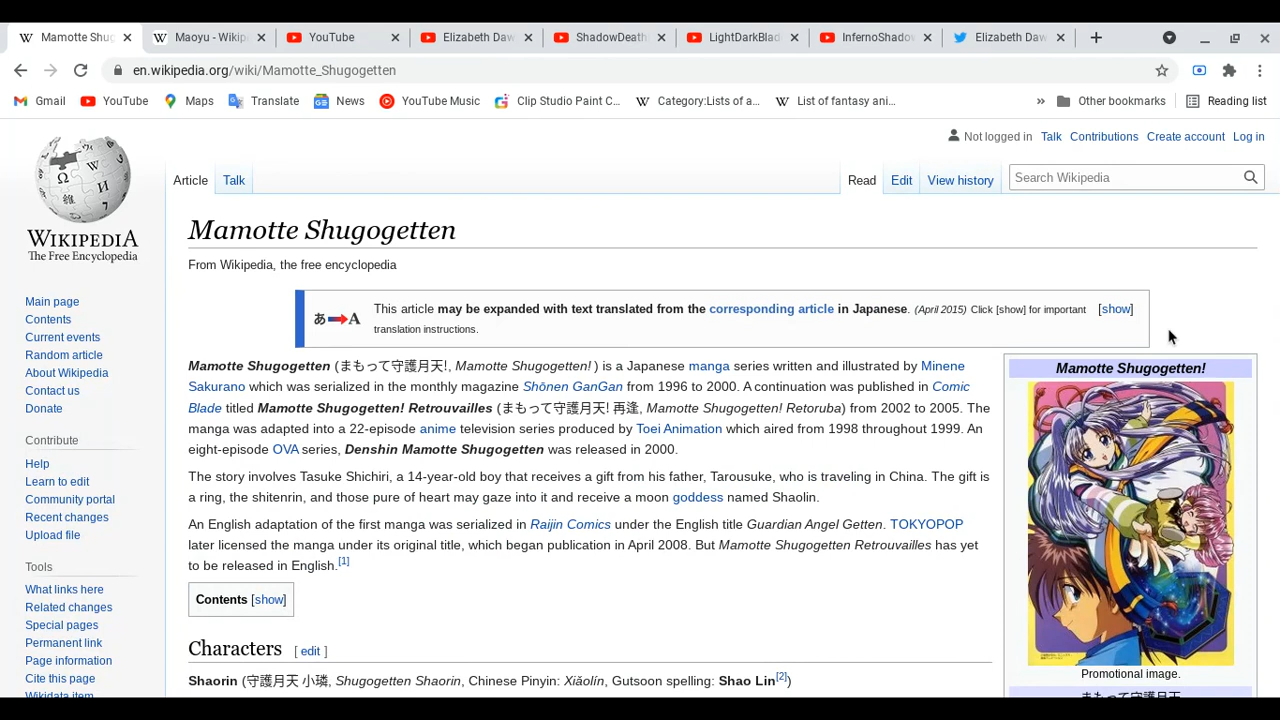 Mamotte Shug
Maoyu - Wikip
YouTube
Elizabeth Daw
ShadowDeath
LightDarkBlad
InfernoShadow
Elizabeth Daw
en.wikipedia.org/wiki/Mamotte_Shugogetten
Gmail
YouTube
Maps
Translate
News
YouTube Music
Clip Studio Paint C...
Category:Lists of a...
List of fantasy ani...
»
Other bookmarks
Reading list
Not logged in Talk Contributions Create account Log in
Article Talk
Read Edit View history
Search Wikipedia
WIKIPEDIA
The Free Encyclopedia
Main page
Contents
Current events
Random article
About Wikipedia
Contact us
Donate
Contribute
Help
Learn to edit
Community portal
Recent changes
Upload file
Tools
What links here
Related changes
Special pages
Permanent link
Page information
Cite this page
Wikidata item
Mamotte Shugogetten
From Wikipedia, the free encyclopedia
あ A
This article may be expanded with text translated from the corresponding article in Japanese. (April 2015) Click [show] for important [show]
translation instructions.
Mamotte Shugogetten (まもって守護月天!, Mamotte Shugogetten! ) is a Japanese manga series written and illustrated by Minene
Sakurano which was serialized in the monthly magazine Shōnen GanGan from 1996 to 2000. A continuation was published in Comic
Blade titled Mamotte Shugogetten! Retrouvailles (まもって守護月天! 再逢, Mamotte Shugogetten! Retoruba) from 2002 to 2005. The
manga was adapted into a 22-episode anime television series produced by Toei Animation which aired from 1998 throughout 1999. An
eight-episode OVA series, Denshin Mamotte Shugogetten was released in 2000.
The story involves Tasuke Shichiri, a 14-year-old boy that receives a gift from his father, Tarousuke, who is traveling in China. The gift is
a ring, the shitenrin, and those pure of heart may gaze into it and receive a moon goddess named Shaolin.
An English adaptation of the first manga was serialized in Raijin Comics under the English title Guardian Angel Getten. TOKYOPOP
later licensed the manga under its original title, which began publication in April 2008. But Mamotte Shugogetten Retrouvailles has yet
to be released in English.[1]
Contents [show]
Characters [ edit ]
Shaorin (守護月天 小璘, Shugogetten Shaorin, Chinese Pinyin: Xiǎolín, Gutsoon spelling: Shao Lin[2])
Mamotte Shugogetten!
Promotional image.
まもって守護月天